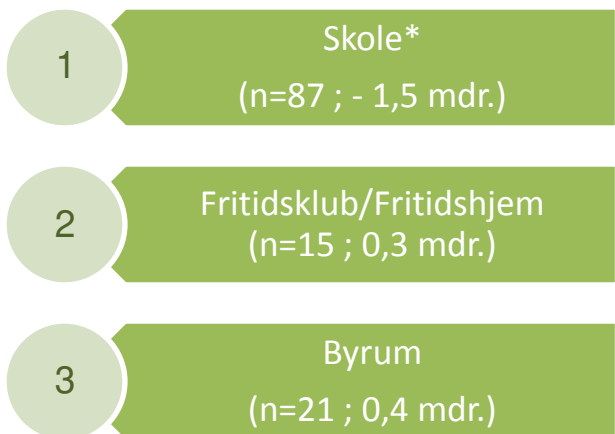 1
Skole*
(n=87 ; - 1,5 mdr.)
2
Fritidsklub/Fritidshjem
(n=15 ; 0,3 mdr.)
3
Byrum
(n=21 ; 0,4 mdr.)